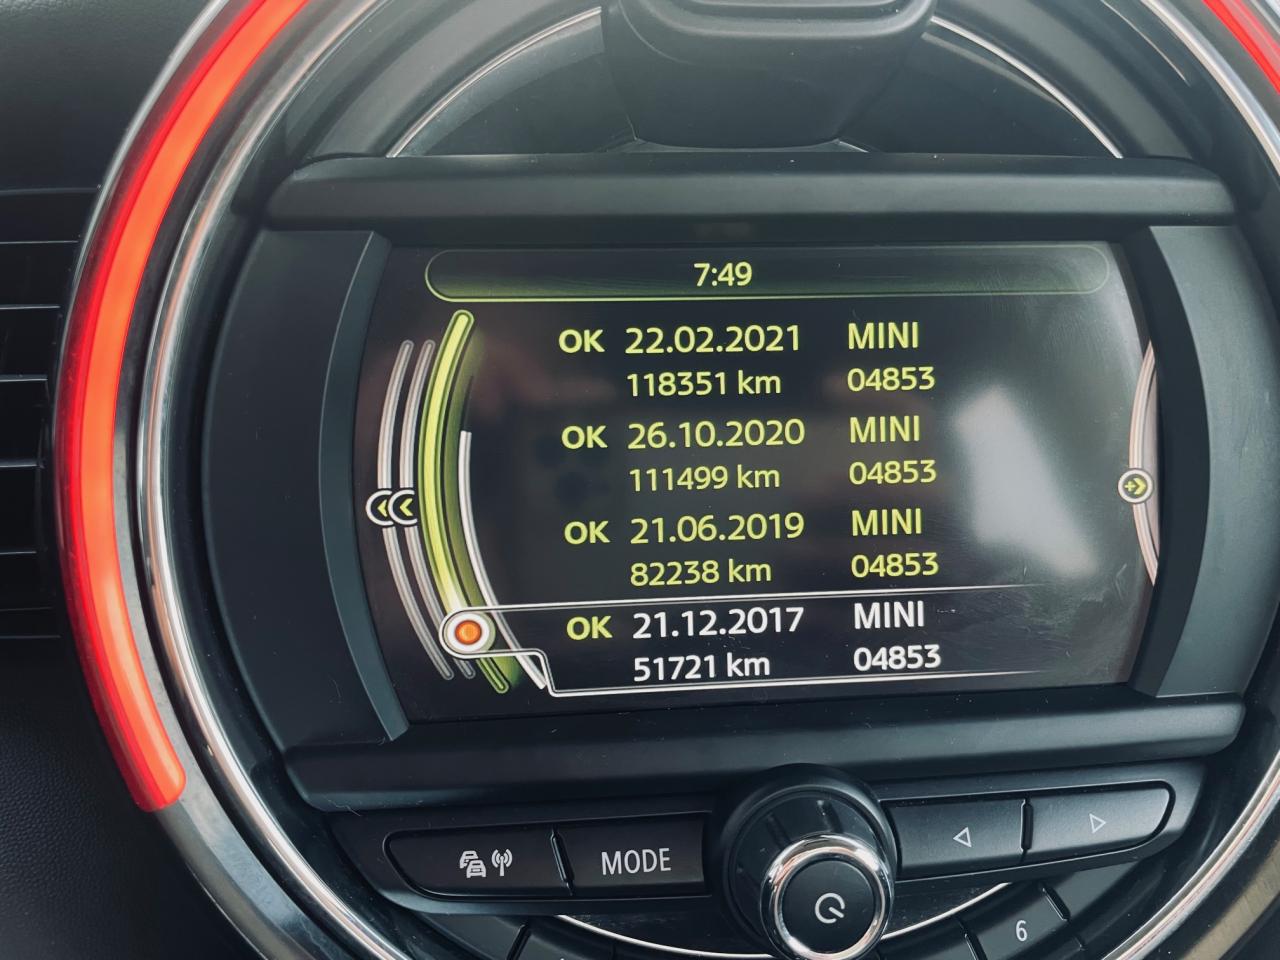 7:49
OK 22.02.2021 MINI
118351 km 04853
OK 26.10.2020 MINI
111499 km 04853
OK 21.06.2019 MINI
82238 km 04853
OK 21.12.2017 MINI
51721 km 04853
MODE
6